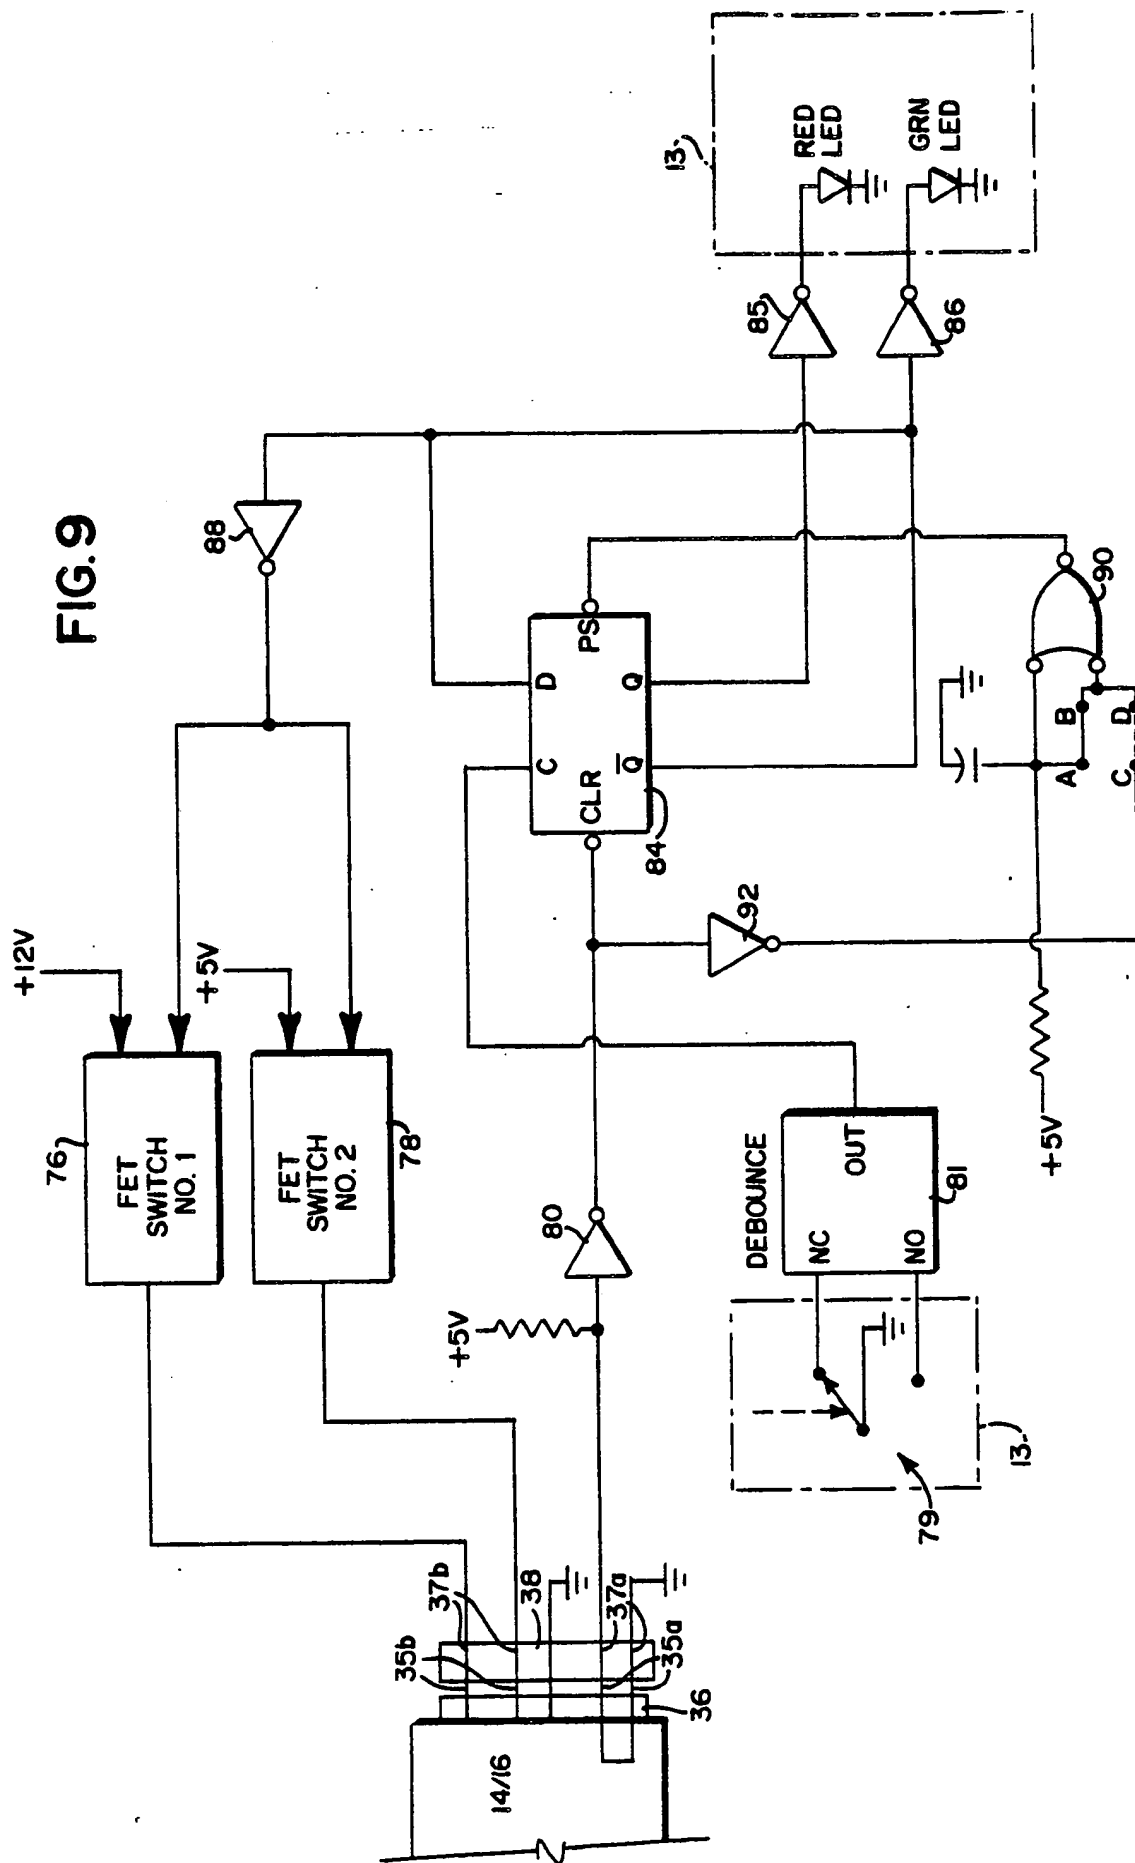 FIG. 9
+12V
+5V
76
FET
SWITCH
NO. 1
FET
SWITCH
NO. 2
78
88
13
RED
LED
GRN
LED
85
86
D
PS
C
CLR
Q
Q̅
84
80
+5V
92
90
A
B
C
D
+5V
DEBOUNCE
NC
OUT
NO
81
79
13
37b
35b
38
37a
35a
36
14/16